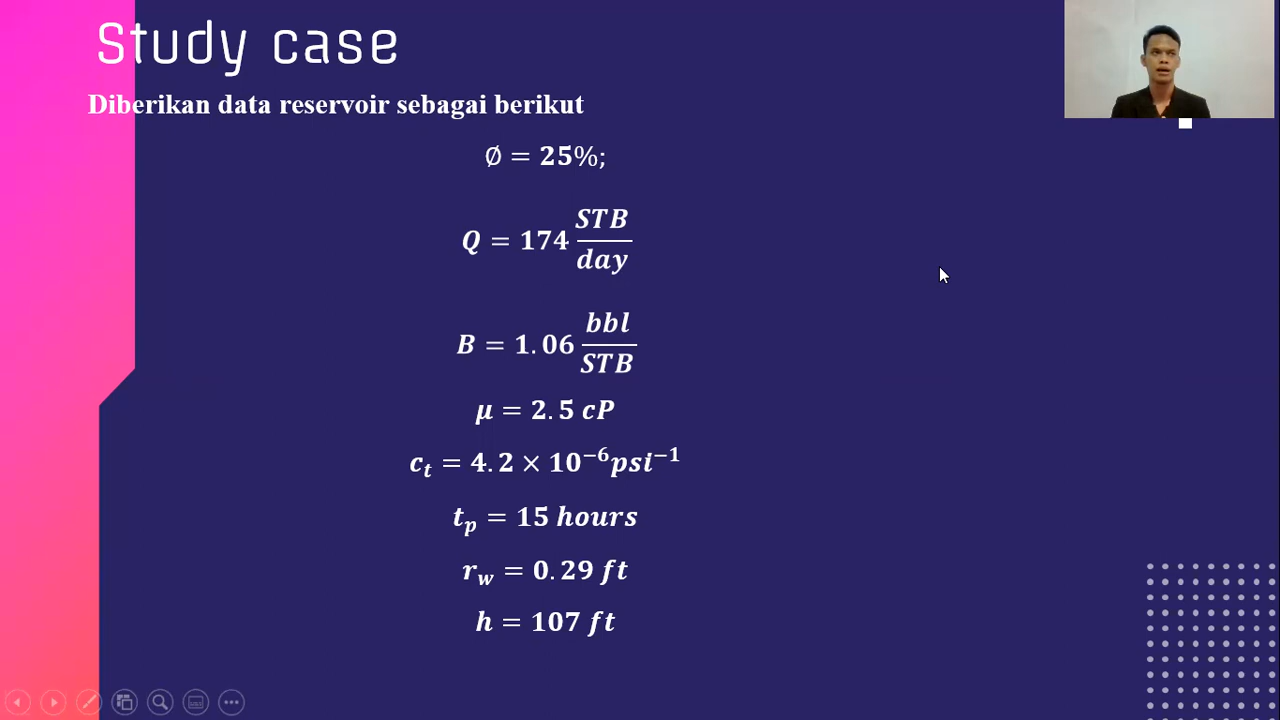 Study case
Diberikan data reservoir sebagai berikut
∅ = 25%;
Q = 174 STB/day
B = 1.06 bbl/STB
μ = 2.5 cP
c_t = 4.2 × 10^−6 psi^−1
t_p = 15 hours
r_w = 0.29 ft
h = 107 ft